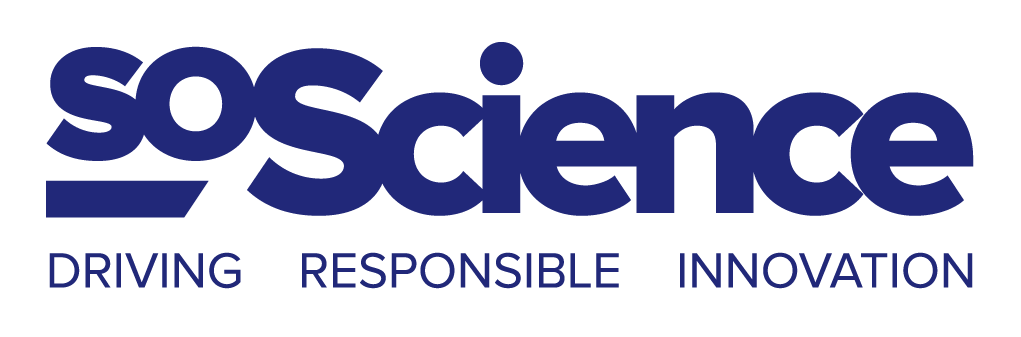 soScience
DRIVING RESPONSIBLE INNOVATION